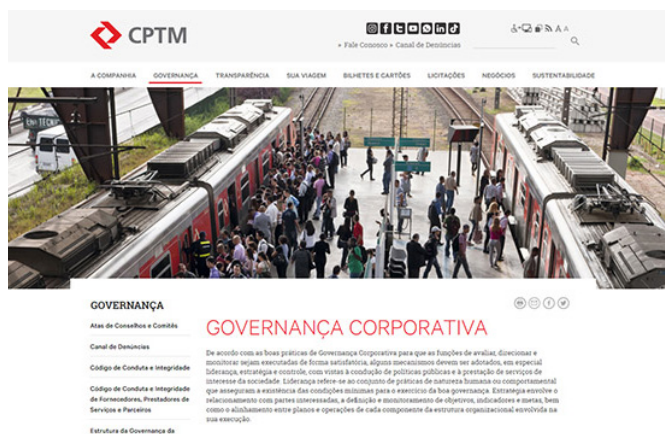 CPTM
» Fale Conosco » Canal de Denúncias
A A
A COMPANHIA GOVERNANÇA TRANSPARÊNCIA SUA VIAGEM BILHETES E CARTÕES LICITAÇÕES NEGÓCIOS SUSTENTABILIDADE
GOVERNANÇA
Atas de Conselhos e Comitês
Canal de Denúncias
Código de Conduta e Integridade
Código de Conduta e Integridade
de Fornecedores, Prestadores de
Serviços e Parceiros
Estrutura da Governança da
GOVERNANÇA CORPORATIVA
De acordo com as boas práticas de Governança Corporativa para que as funções de avaliar, direcionar e
monitorar sejam executadas de forma satisfatória, alguns mecanismos devem ser adotados, em especial
liderança, estratégia e controle, com vistas à condução de políticas públicas e à prestação de serviços de
interesse da sociedade. Liderança refere-se ao conjunto de práticas de natureza humana ou comportamental
que asseguram a existência das condições mínimas para o exercício da boa governança. Estratégia envolve o
relacionamento com partes interessadas, a definição e monitoramento de objetivos, indicadores e metas, bem
como o alinhamento entre planos e operações de cada componente da estrutura organizacional envolvida na
sua execução.